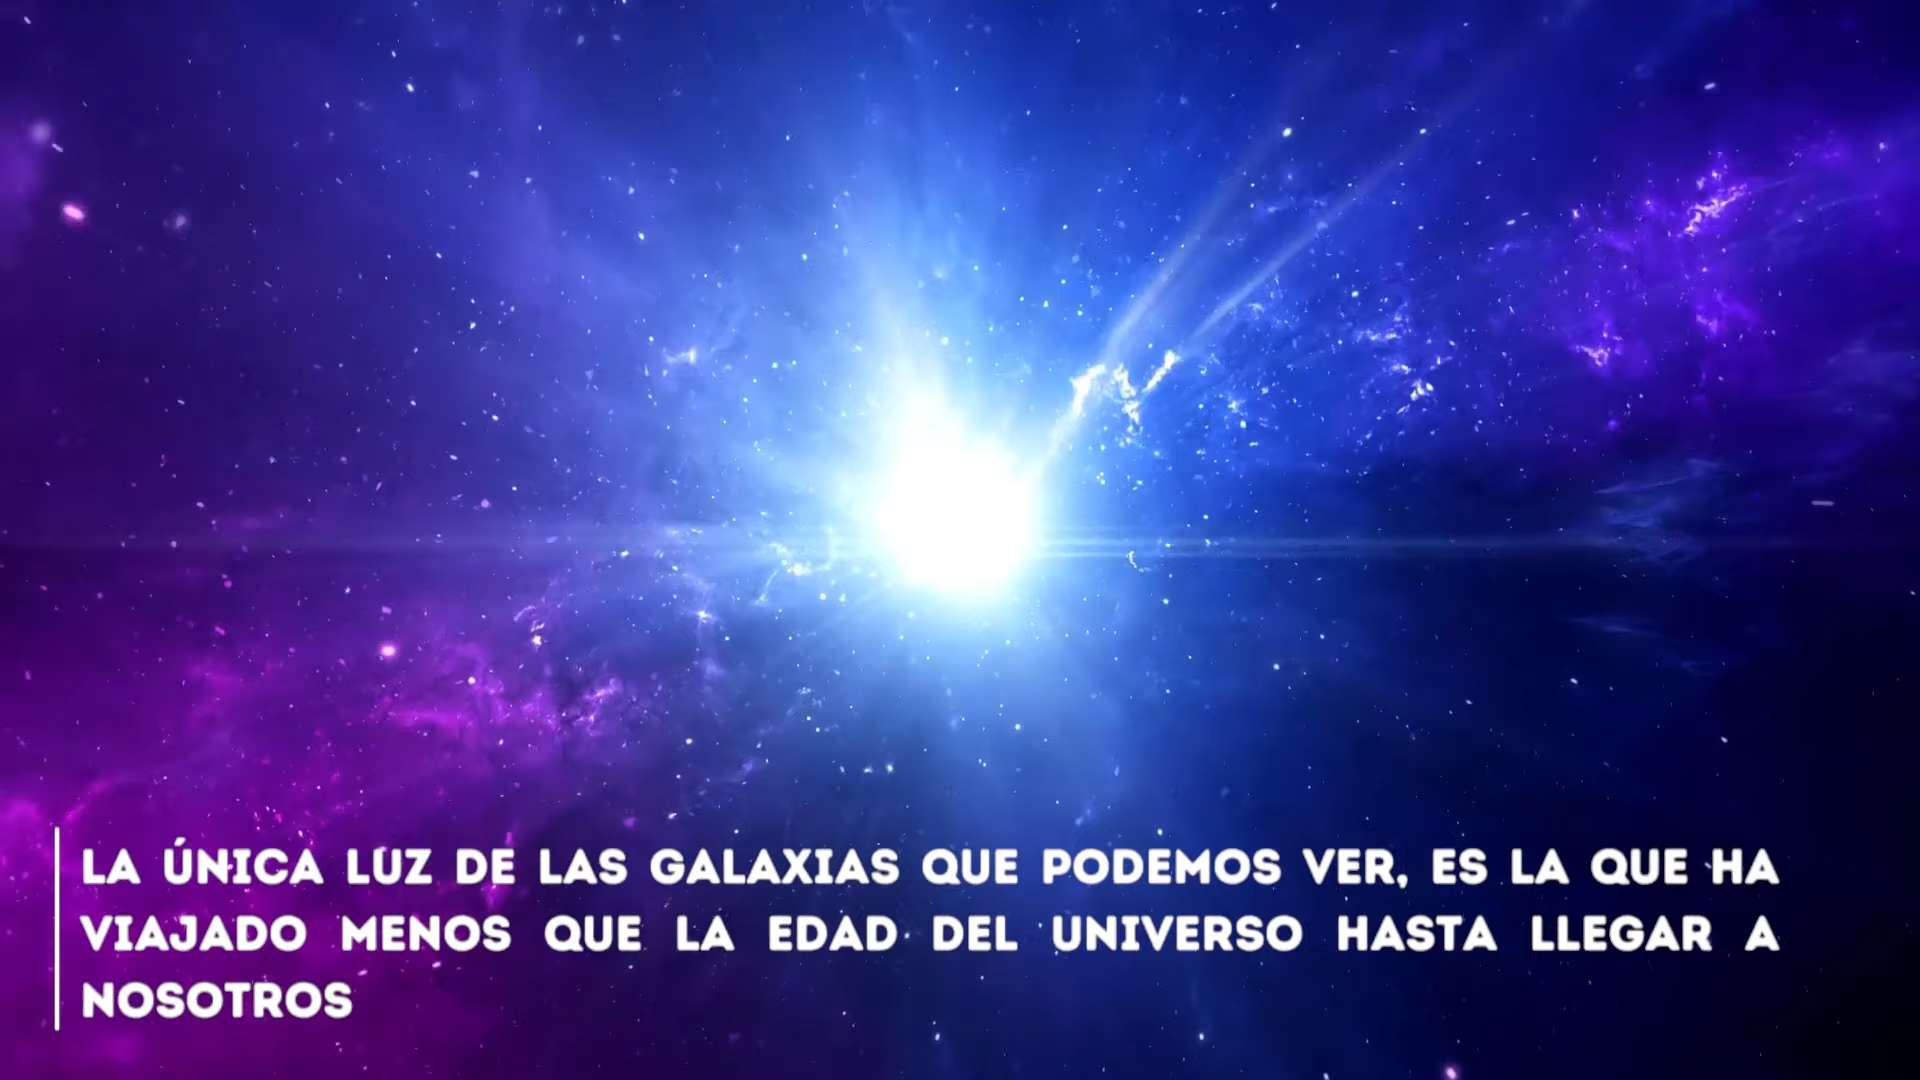 LA ÚNICA LUZ DE LAS GALAXIAS QUE PODEMOS VER, ES LA QUE HA
VIAJADO MENOS QUE LA EDAD DEL UNIVERSO HASTA LLEGAR A
NOSOTROS